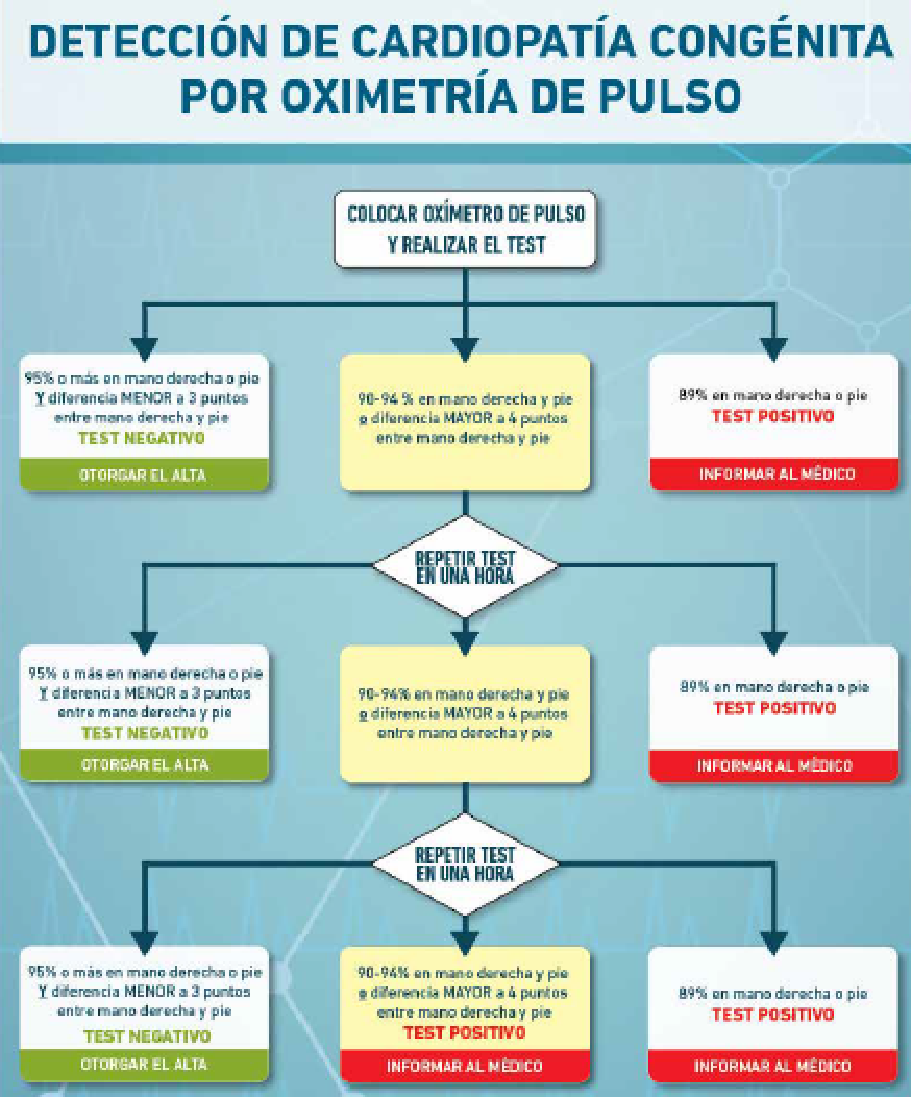 DETECCIÓN DE CARDIOPATÍA CONGÉNITA
POR OXIMETRÍA DE PULSO
COLOCAR OXÍMETRO DE PULSO
Y REALIZAR EL TEST
95% o más en mano derecha o pie
Y diferencia MENOR a 3 puntos
entre mano derecha y pie
TEST NEGATIVO
OTORGAR EL ALTA
90-94 % en mano derecha y pie
o diferencia MAYOR a 4 puntos
entre mano derecha y pie
89% en mano derecha o pie
TEST POSITIVO
INFORMAR AL MÉDICO
REPETIR TEST
EN UNA HORA
95% o más en mano derecha o pie
Y diferencia MENOR a 3 puntos
entre mano derecha y pie
TEST NEGATIVO
OTORGAR EL ALTA
90-94% en mano derecha y pie
o diferencia MAYOR a 4 puntos
entre mano derecha y pie
89% en mano derecha o pie
TEST POSITIVO
INFORMAR AL MÉDICO
REPETIR TEST
EN UNA HORA
95% o más en mano derecha o pie
Y diferencia MENOR a 3 puntos
entre mano derecha y pie
TEST NEGATIVO
OTORGAR EL ALTA
90-94% en mano derecha y pie
o diferencia MAYOR a 4 puntos
entre mano derecha y pie
TEST POSITIVO
INFORMAR AL MÉDICO
89% en mano derecha o pie
TEST POSITIVO
INFORMAR AL MÉDICO